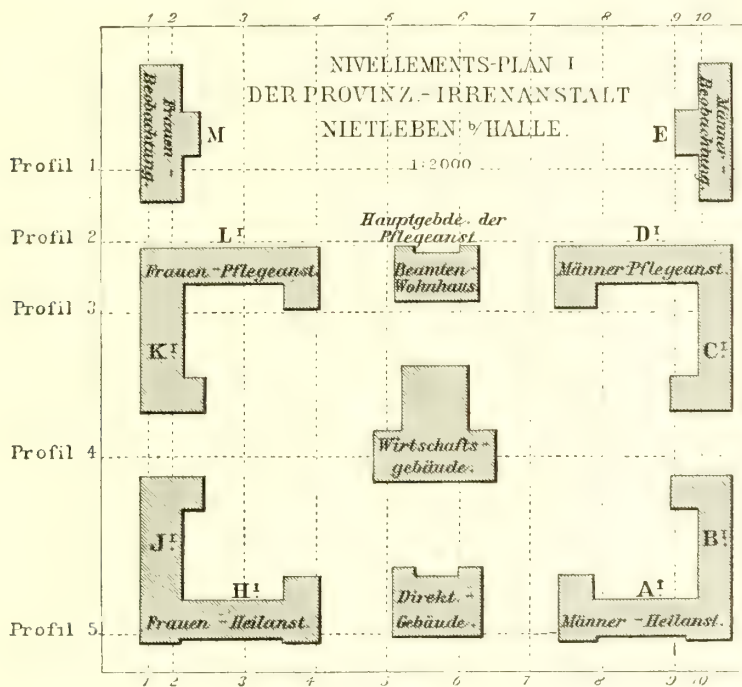 1 2 3 4 5 6 7 8 9 10
NIVELLEMENTS-PLAN I
DER PROVINZ.-IRRENANSTALT
NIETLEBEN b/HALLE.
1:2000
Frauen-
Beobachtung.
M
E
Männer-
Beobachtung.
Profil 1
Profil 2
L I
Hauptgebde. der
Pflegeanst
D I
Frauen-Pflegeanst.
Beamten-
Wohnhaus.
Männer Pflegeanst.
Profil 3
K I
C I
Profil 4
Wirtschafts-
gebäude.
J I
B I
H I
A I
Frauen-Heilanst.
Direkt.-
Gebäude.
Männer-Heilanst.
Profil 5
1 2 3 4 5 6 7 8 9 10